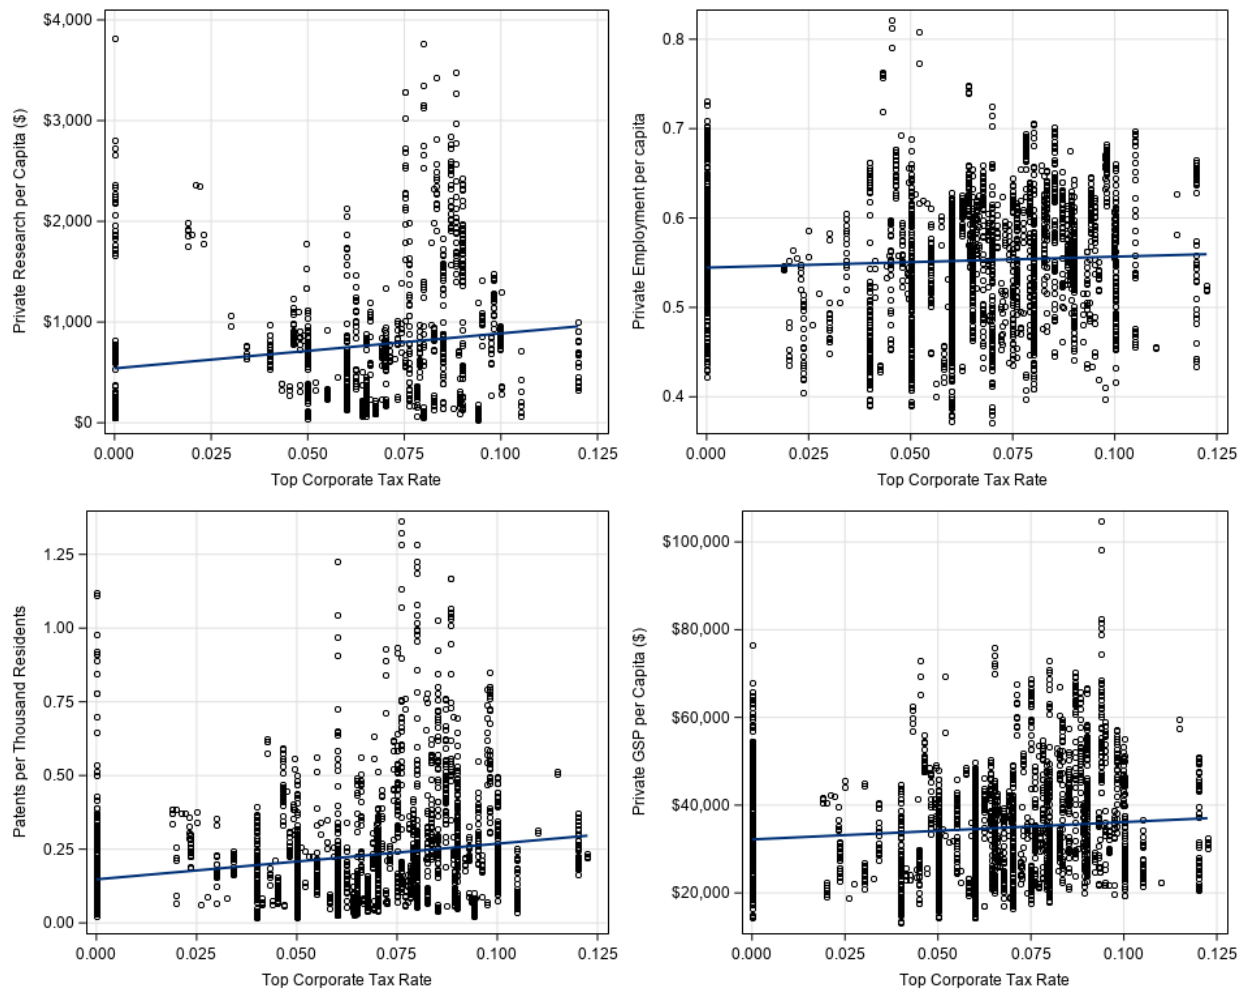 $4,000
$3,000
$2,000
$1,000
$0
Private Research per Capita ($)
0.000 0.025 0.050 0.075 0.100 0.125
Top Corporate Tax Rate
0.8
0.7
0.6
0.5
0.4
Private Employment per capita
0.000 0.025 0.050 0.075 0.100 0.125
Top Corporate Tax Rate
1.25
1.00
0.75
0.50
0.25
0.00
Patents per Thousand Residents
0.000 0.025 0.050 0.075 0.100 0.125
Top Corporate Tax Rate
$100,000
$80,000
$60,000
$40,000
$20,000
Private GSP per Capita ($)
0.000 0.025 0.050 0.075 0.100 0.125
Top Corporate Tax Rate